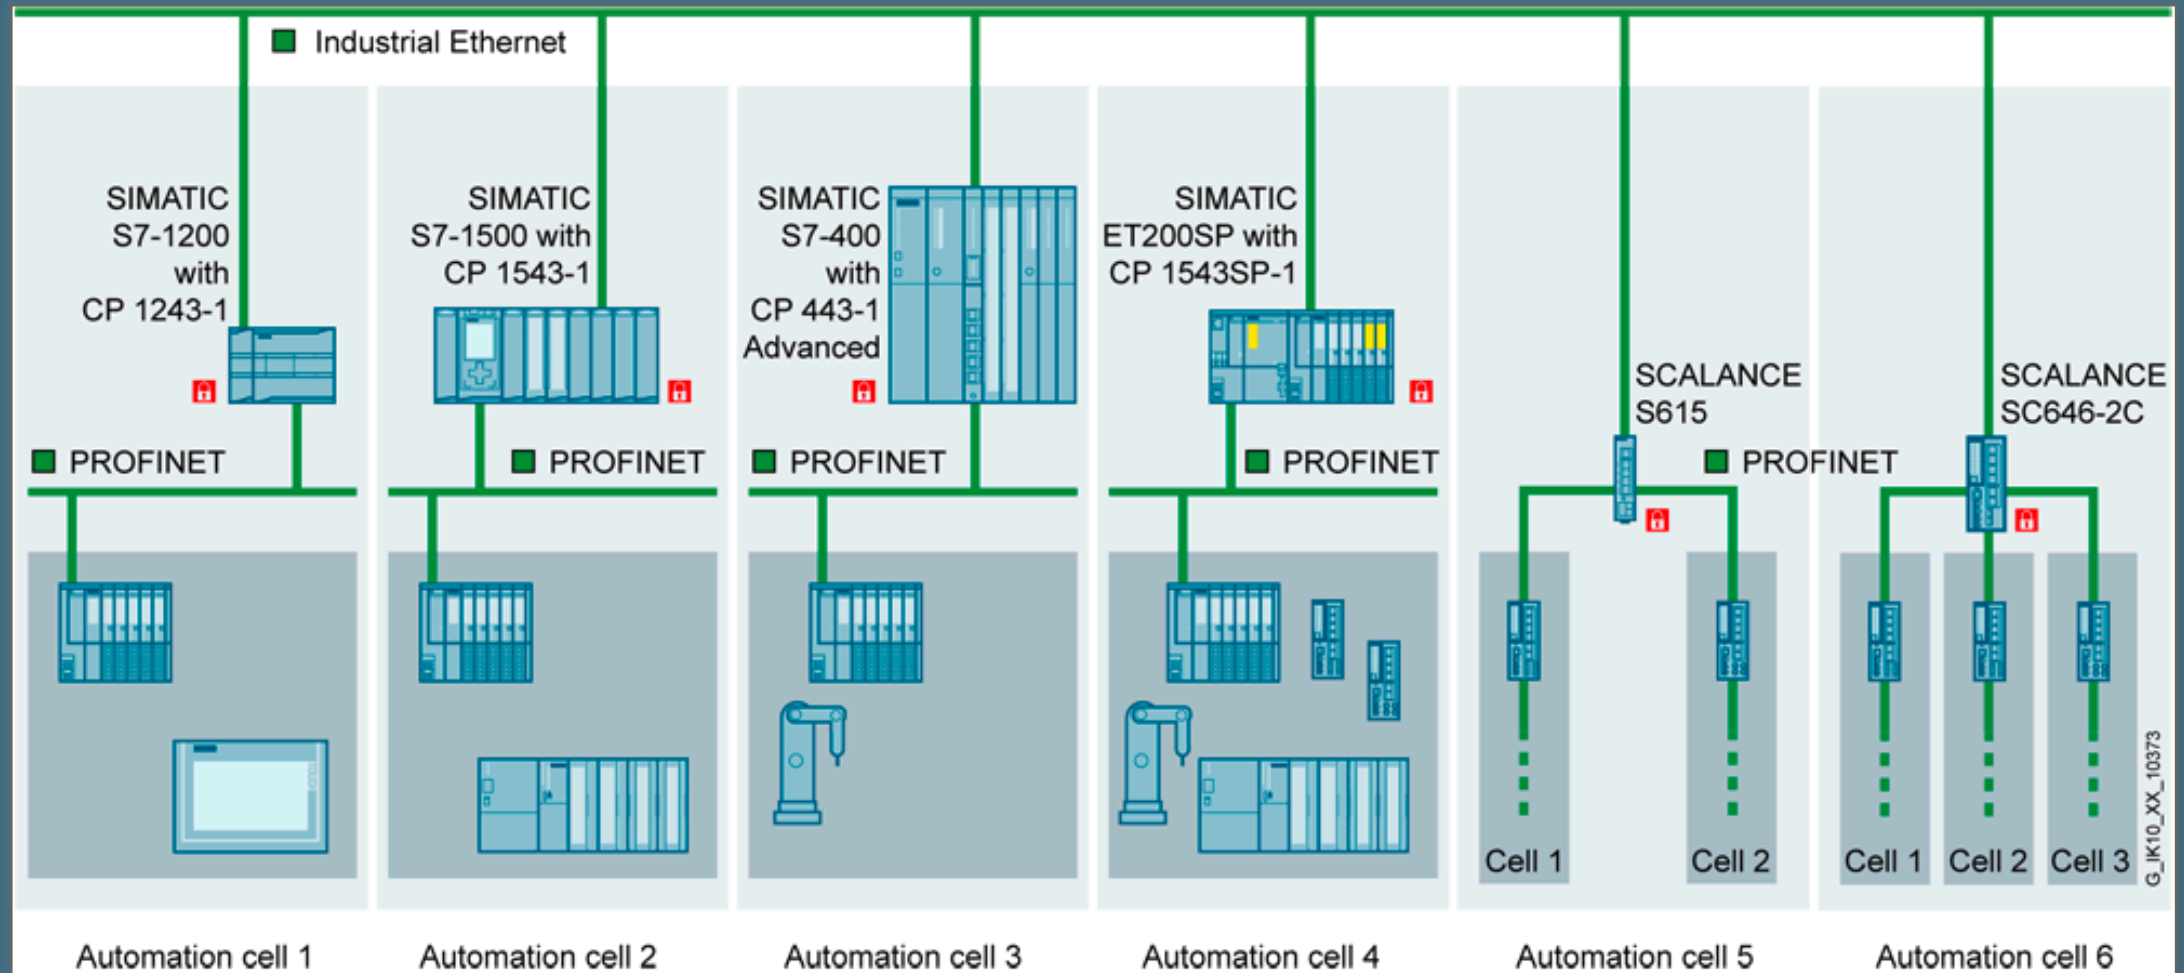 Industrial Ethernet
SIMATIC
S7-1200
with
CP 1243-1
PROFINET
SIMATIC
S7-1500 with
CP 1543-1
PROFINET
SIMATIC
S7-400
with
CP 443-1
Advanced
PROFINET
SIMATIC
ET200SP with
CP 1543SP-1
PROFINET
SCALANCE
S615
PROFINET
SCALANCE
SC646-2C
Cell 1
Cell 2
Cell 1
Cell 2
Cell 3
G_IK10_XX_10373
Automation cell 1
Automation cell 2
Automation cell 3
Automation cell 4
Automation cell 5
Automation cell 6